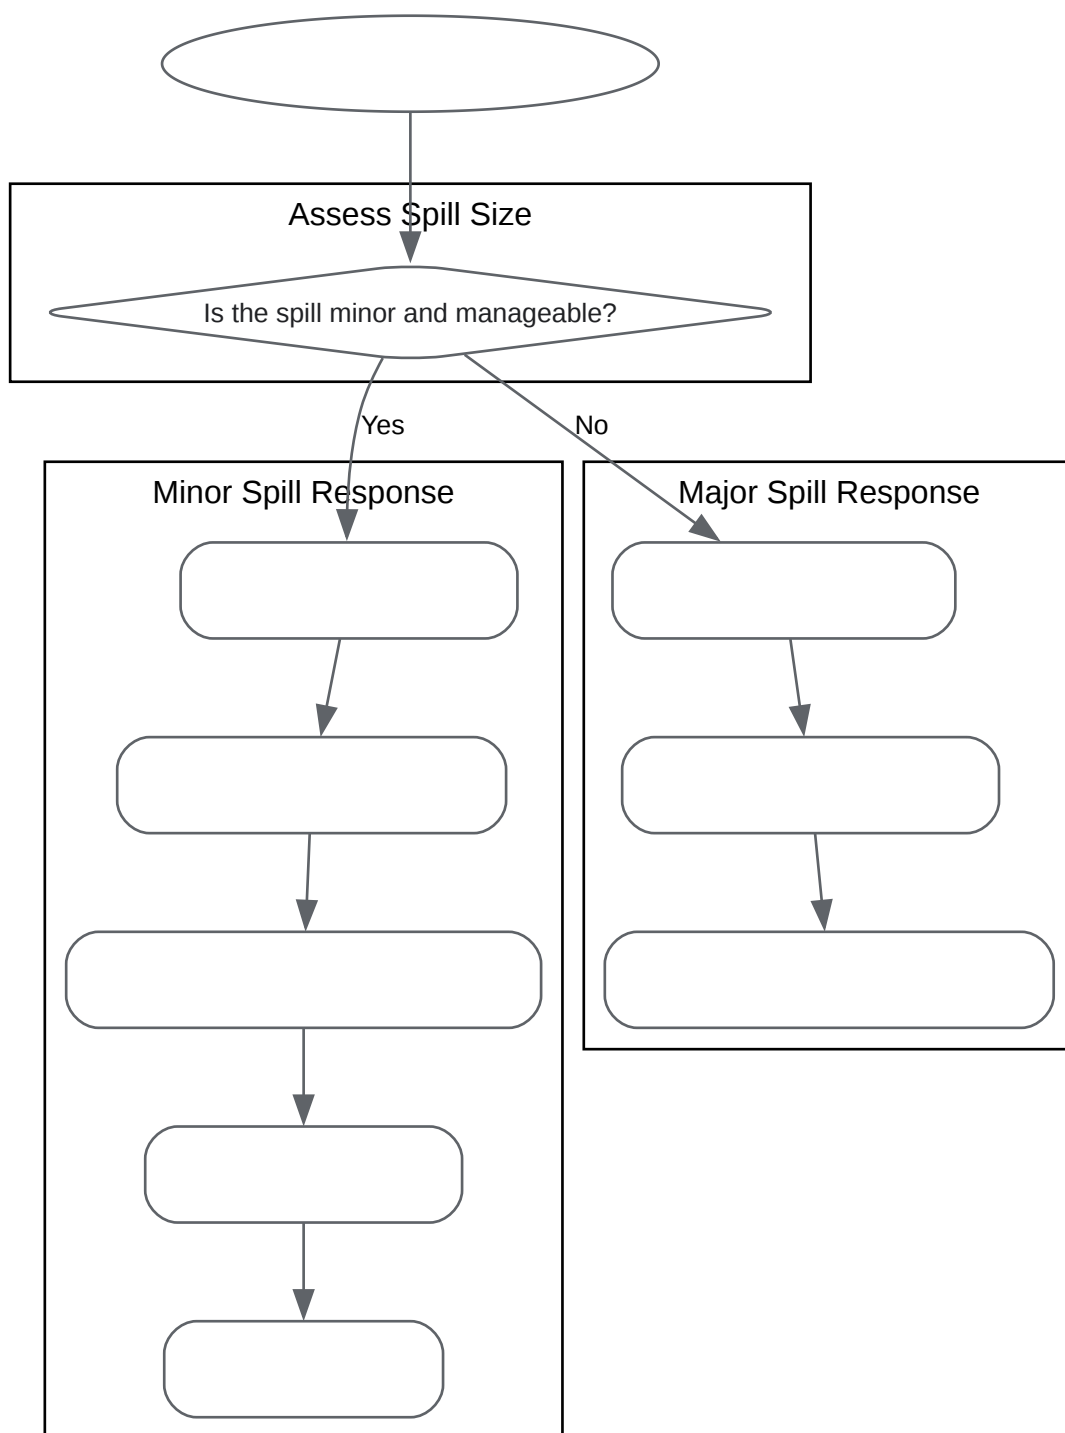 Assess Spill Size
Is the spill minor and manageable?
Yes
No
Minor Spill Response
Major Spill Response